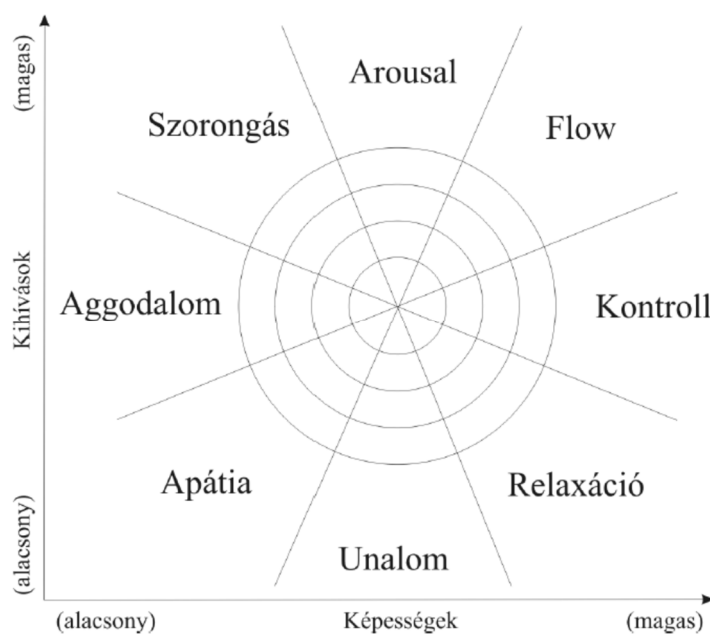 (magas)
Arousal
Szorongás
Flow
Kihívások
Aggodalom
Kontroll
Apátia
Relaxáció
(alacsony)
Unalom
(alacsony)
Képességek
(magas)